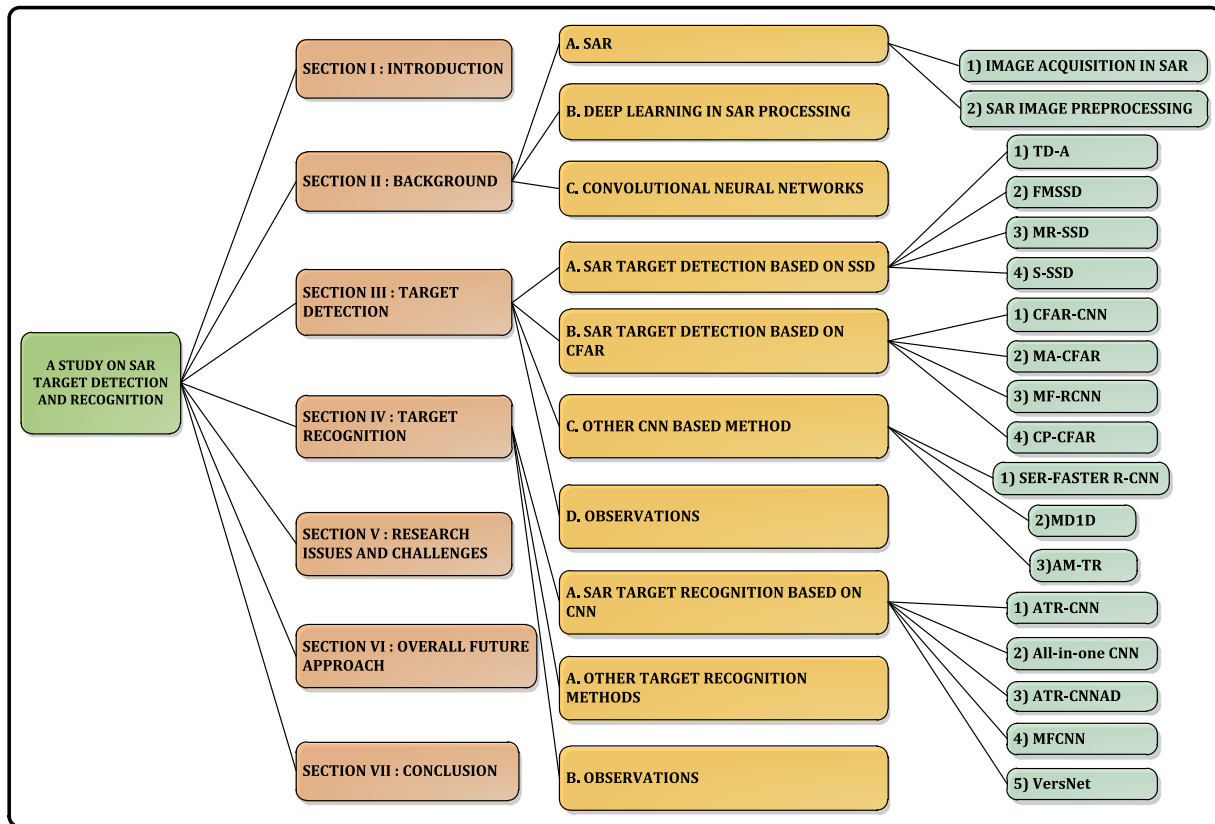 A STUDY ON SAR
TARGET DETECTION
AND RECOGNITION
SECTION I : INTRODUCTION
SECTION II : BACKGROUND
SECTION III : TARGET
DETECTION
SECTION IV : TARGET
RECOGNITION
SECTION V : RESEARCH
ISSUES AND CHALLENGES
SECTION VI : OVERALL FUTURE
APPROACH
SECTION VII : CONCLUSION
A. SAR
B. DEEP LEARNING IN SAR PROCESSING
C. CONVOLUTIONAL NEURAL NETWORKS
A. SAR TARGET DETECTION BASED ON SSD
B. SAR TARGET DETECTION BASED ON
CFAR
C. OTHER CNN BASED METHOD
D. OBSERVATIONS
A. SAR TARGET RECOGNITION BASED ON
CNN
A. OTHER TARGET RECOGNITION
METHODS
B. OBSERVATIONS
1) IMAGE ACQUISITION IN SAR
2) SAR IMAGE PREPROCESSING
1) TD-A
2) FMSSD
3) MR-SSD
4) S-SSD
1) CFAR-CNN
2) MA-CFAR
3) MF-RCNN
4) CP-CFAR
1) SER-FASTER R-CNN
2)MD1D
3)AM-TR
1) ATR-CNN
2) All-in-one CNN
3) ATR-CNNAD
4) MFCNN
5) VersNet